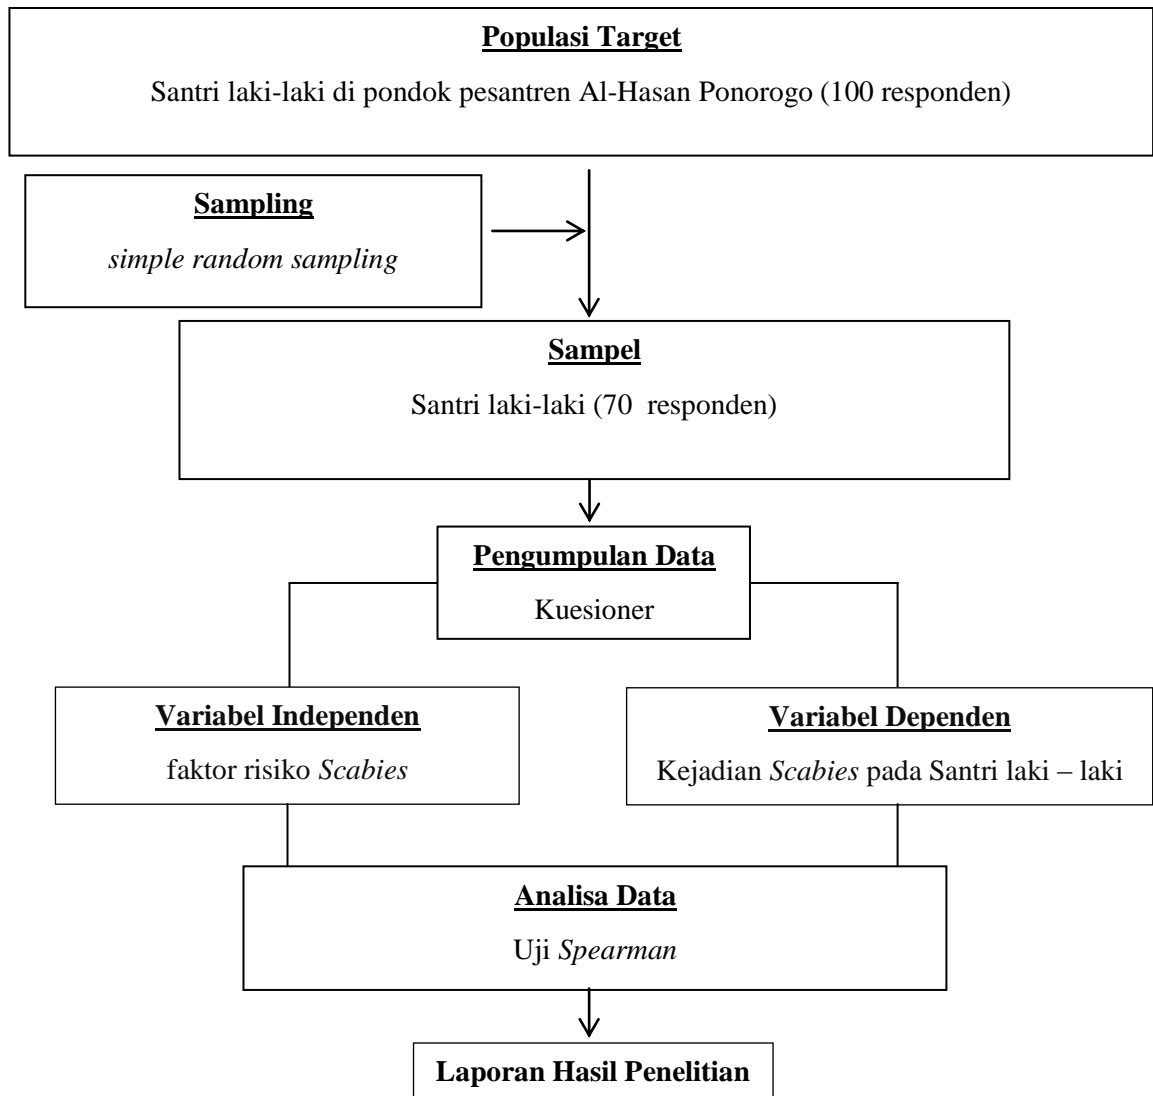 Populasi Target
Santri laki-laki di pondok pesantren Al-Hasan Ponorogo (100 responden)
Sampling
simple random sampling
Sampel
Santri laki-laki (70 responden)
Pengumpulan Data
Kuesioner
Variabel Independen
faktor risiko Scabies
Variabel Dependen
Kejadian Scabies pada Santri laki – laki
Analisa Data
Uji Spearman
Laporan Hasil Penelitian